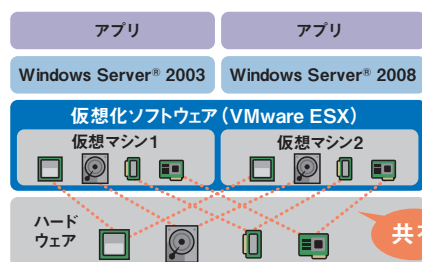 アプリ アプリ
Windows Server® 2003 Windows Server® 2008
仮想化ソフトウェア（VMware ESX）
仮想マシン1 仮想マシン2
ハード
ウェア
共